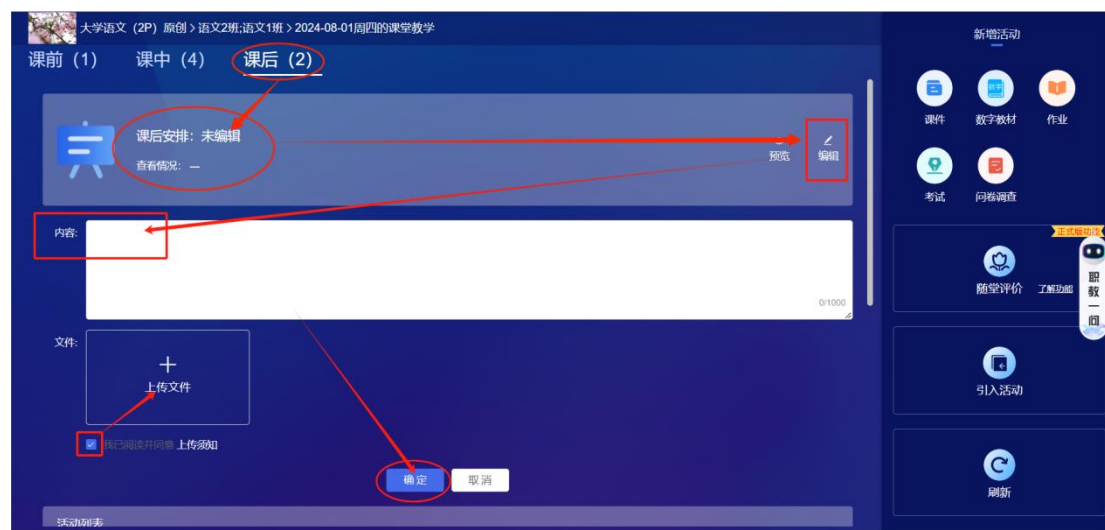 大学语文（2P）原创 > 语文2班;语文1班 > 2024-08-01周四的课堂教学
课前（1） 课中（4） 课后（2）
课后安排：未编辑
查看情况：—
预览 编辑
内容:
0/1000
文件:
上传文件
我已阅读并同意 上传须知
确定 取消
活动列表
新增活动
课件 数字教材 作业
考试 问卷调查
正式版功能
随堂评价 了解功能
职教一问
引入活动
刷新